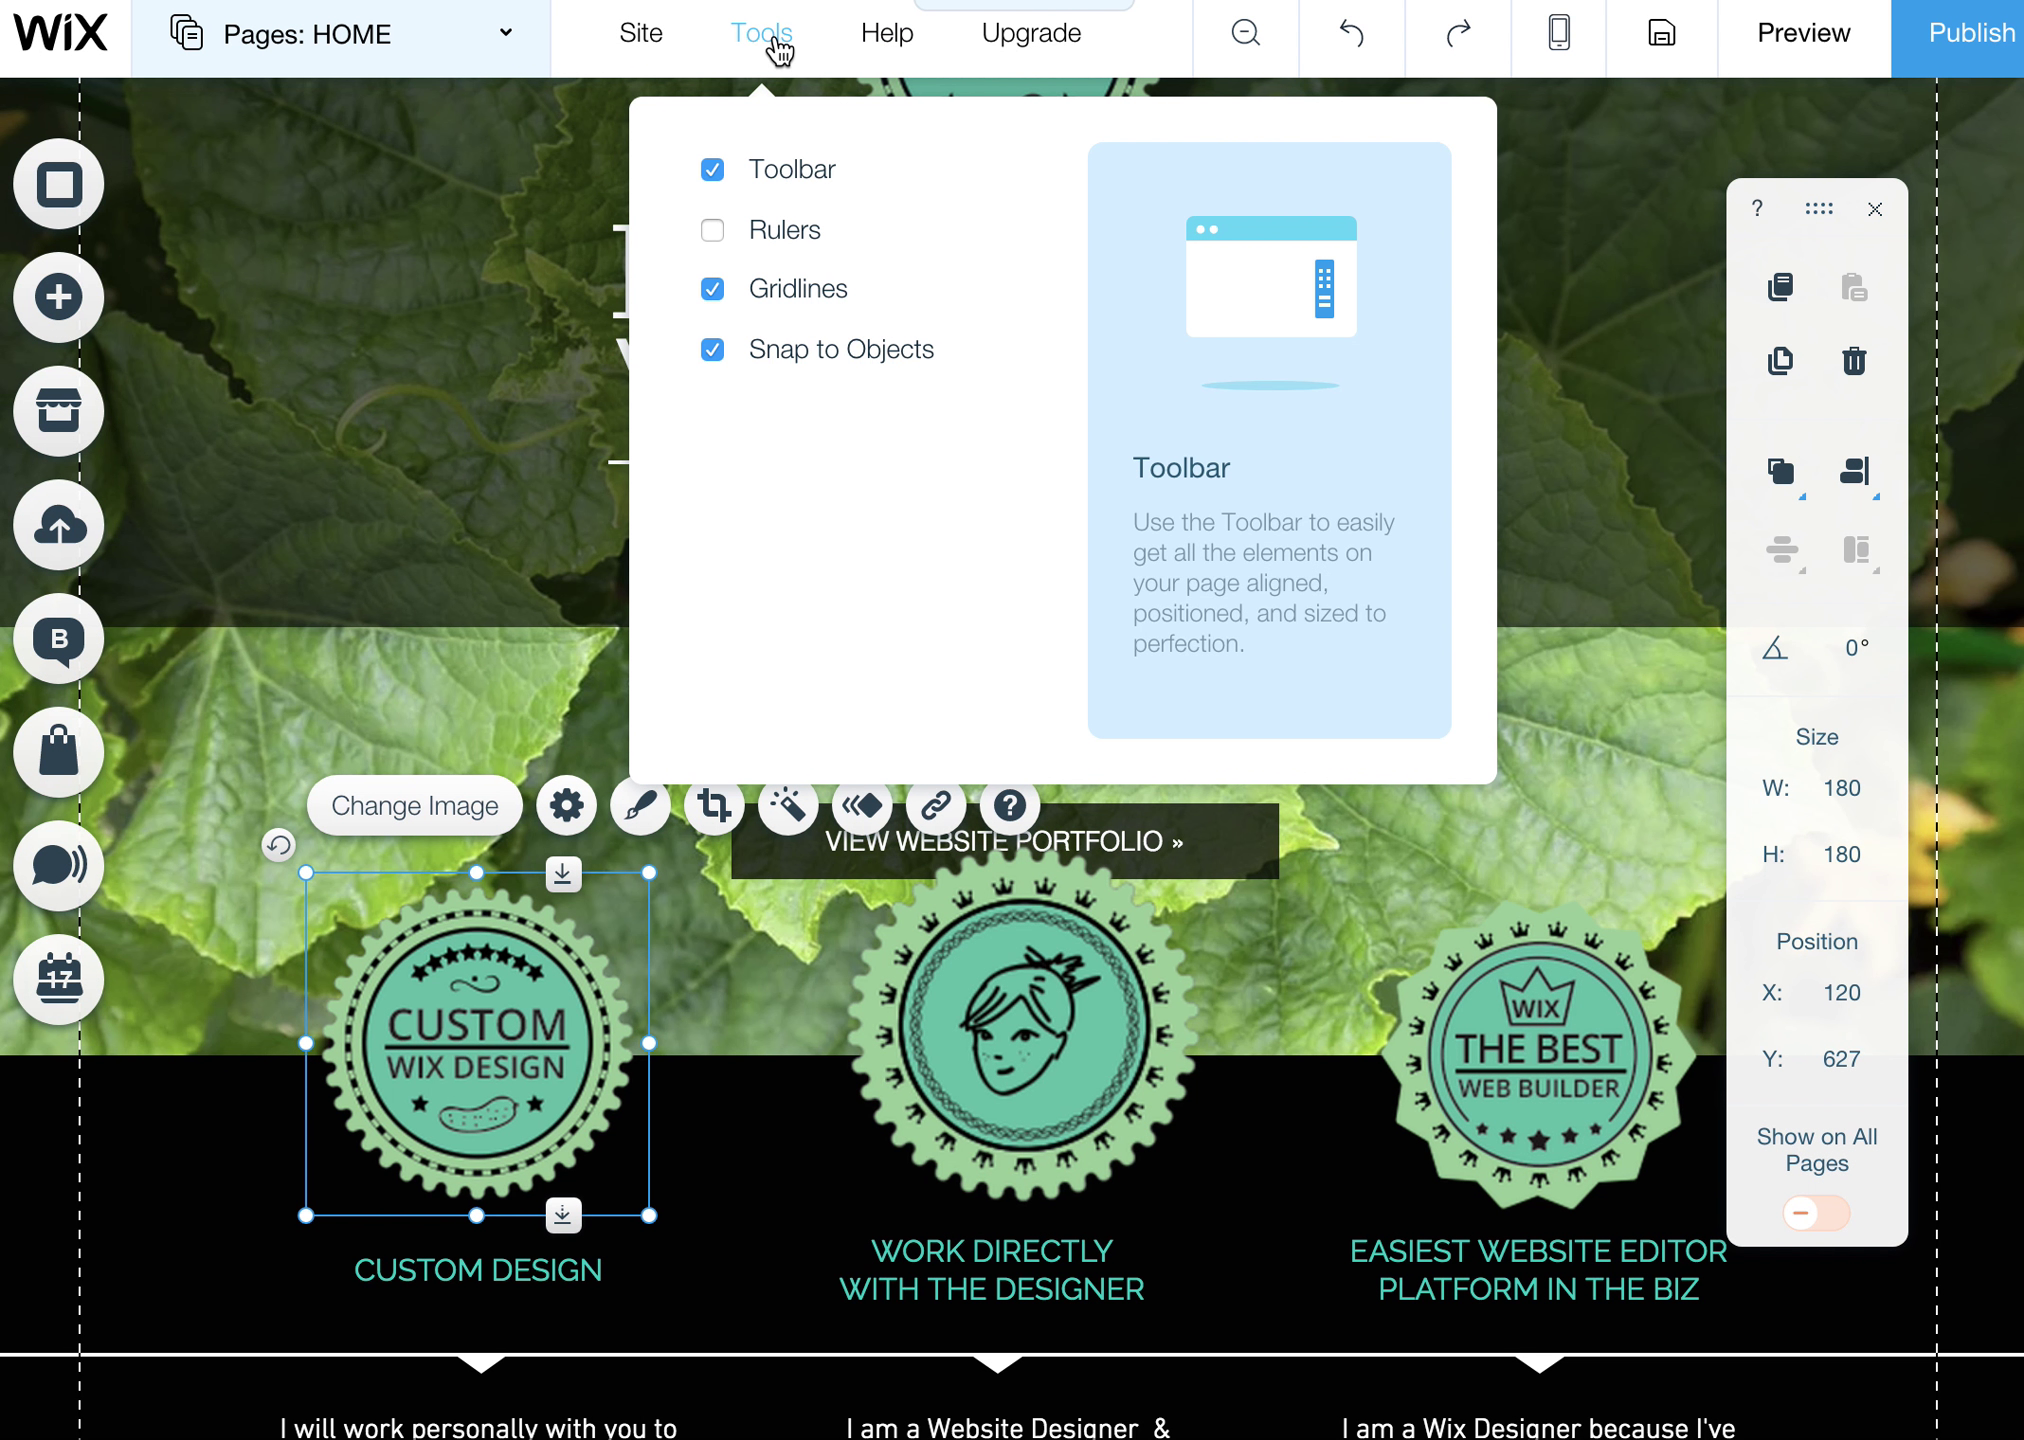 WiX
Pages: HOME
Site
Tools
Help
Upgrade
Preview
Publish
Toolbar
Rulers
Gridlines
Snap to Objects
Toolbar
Use the Toolbar to easily
get all the elements on
your page aligned,
positioned, and sized to
perfection.
?
0°
Size
W: 180
H: 180
Position
X: 120
Y: 627
Show on All
Pages
B
17
Change Image
?
VIEW WEBSITE PORTFOLIO »
CUSTOM
WIX DESIGN
WIX
THE BEST
WEB BUILDER
CUSTOM DESIGN
WORK DIRECTLY
WITH THE DESIGNER
EASIEST WEBSITE EDITOR
PLATFORM IN THE BIZ
I will work personally with you to
I am a Website Designer &
I am a Wix Designer because I've